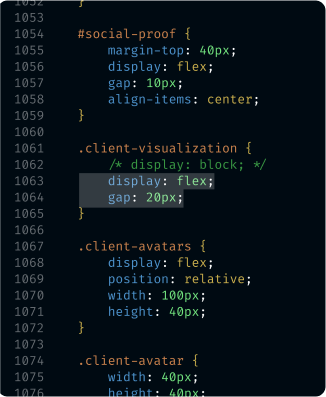 1052 }
1053
1054 #social-proof {
1055 margin-top: 40px;
1056 display: flex;
1057 gap: 10px;
1058 align-items: center;
1059 }
1060
1061 .client-visualization {
1062 /* display: block; */
1063 display: flex;
1064 gap: 20px;
1065 }
1066
1067 .client-avatars {
1068 display: flex;
1069 position: relative;
1070 width: 100px;
1071 height: 40px;
1072 }
1073
1074 .client-avatar {
1075 width: 40px;
1076 height: 40px;